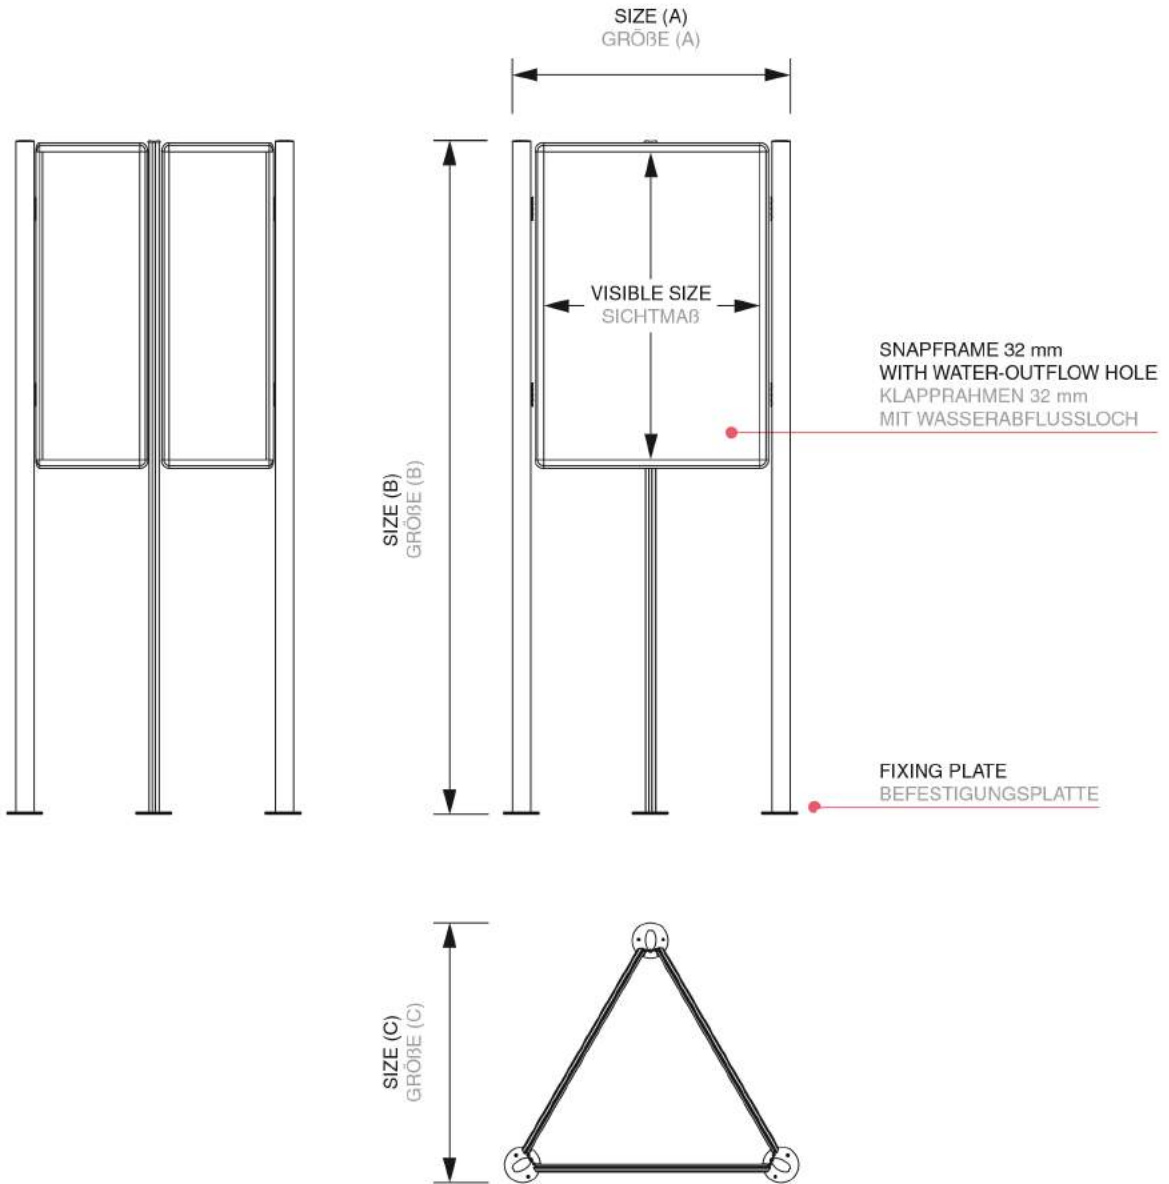 SIZE (A)
GRÖßE (A)
VISIBLE SIZE
SICHTMAß
SNAPFRAME 32 mm
WITH WATER-OUTFLOW HOLE
KLAPPRAHMEN 32 mm
MIT WASSERABFLUSSLOCH
SIZE (B)
GRÖßE (B)
FIXING PLATE
BEFESTIGUNGSPLATTE
SIZE (C)
GRÖßE (C)